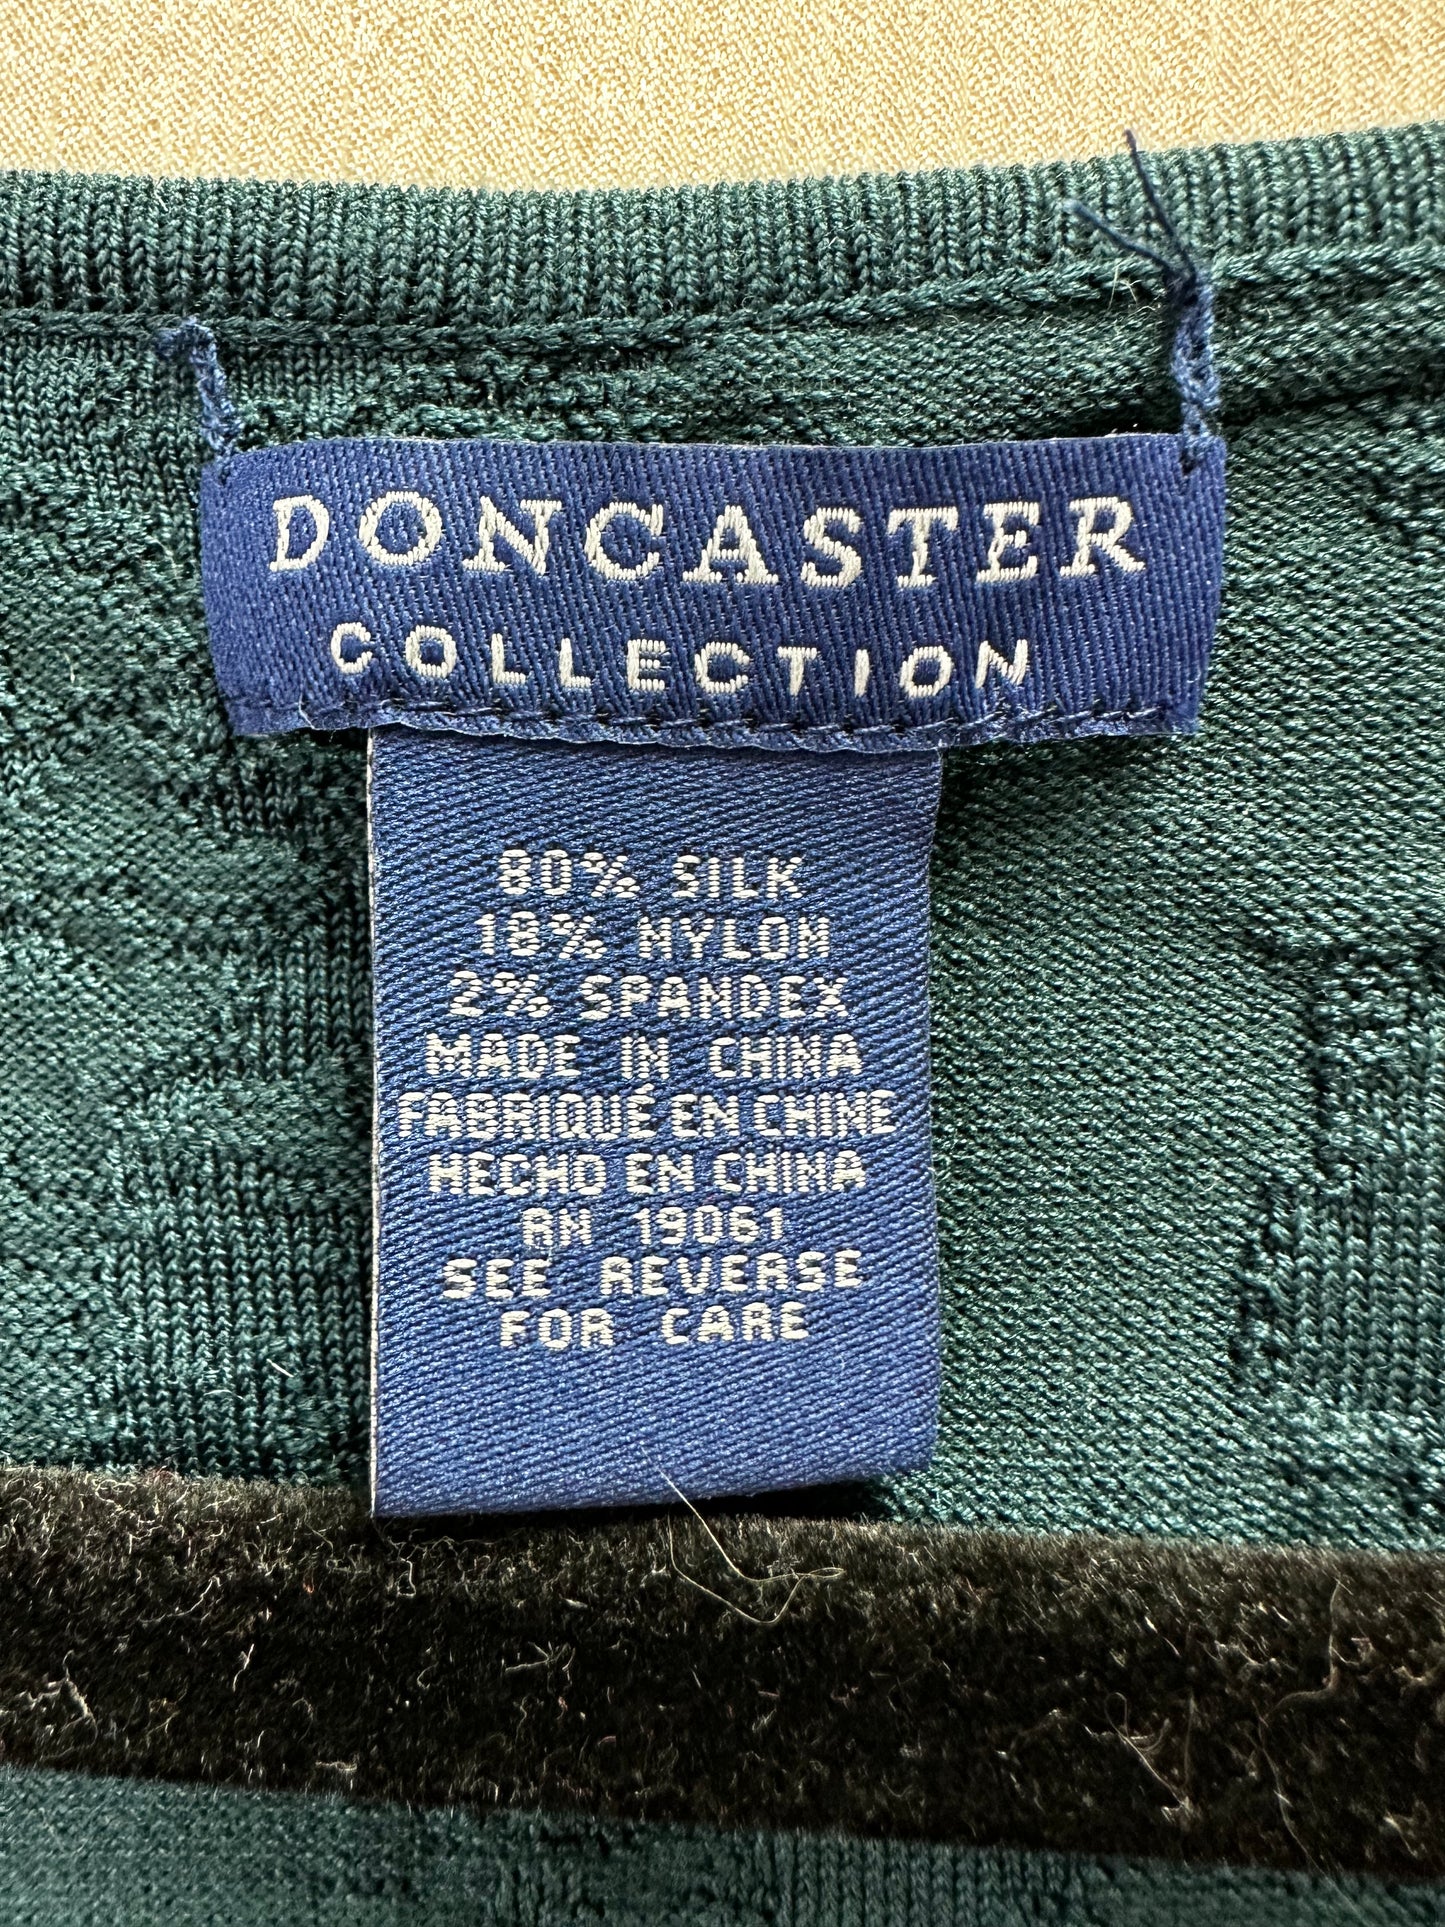 DONCASTER
COLLECTION
80% SILK
18% NYLON
2% SPANDEX
MADE IN CHINA
FABRIQUÉ EN CHINE
HECHO EN CHINA
RN 19061
SEE REVERSE
FOR CARE